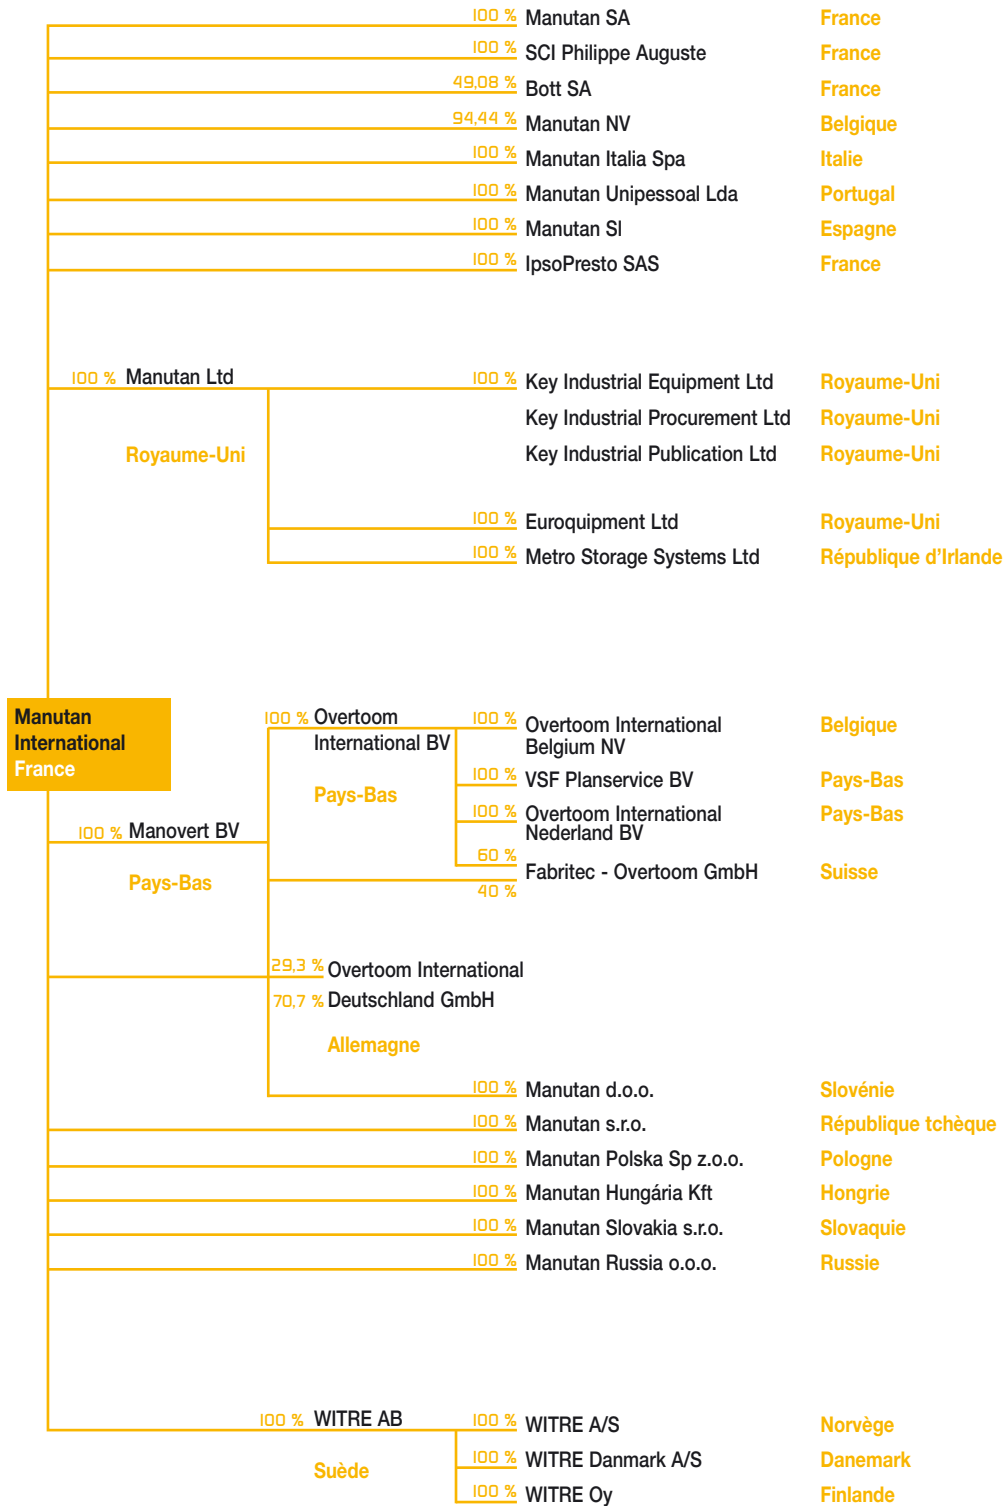 100 % Manutan SA France
100 % SCI Philippe Auguste France
49,08 % Bott SA France
94,44 % Manutan NV Belgique
100 % Manutan Italia Spa Italie
100 % Manutan Unipessoal Lda Portugal
100 % Manutan Sl Espagne
100 % IpsoPresto SAS France
100 % Manutan Ltd 100 % Key Industrial Equipment Ltd Royaume-Uni
Key Industrial Procurement Ltd Royaume-Uni
Royaume-Uni Key Industrial Publication Ltd Royaume-Uni
100 % Euroquipment Ltd Royaume-Uni
100 % Metro Storage Systems Ltd République d'Irlande
Manutan
International
France
100 % Overtoom
International BV
Pays-Bas
100 % Overtoom International Belgique
Belgium NV
100 % VSF Planservice BV Pays-Bas
100 % Overtoom International Pays-Bas
Nederland BV
100 % Manovert BV
Pays-Bas
60 %
Fabritec - Overtoom GmbH Suisse
40 %
29,3 % Overtoom International
70,7 % Deutschland GmbH
Allemagne
100 % Manutan d.o.o. Slovénie
100 % Manutan s.r.o. République tchèque
100 % Manutan Polska Sp z.o.o. Pologne
100 % Manutan Hungária Kft Hongrie
100 % Manutan Slovakia s.r.o. Slovaquie
100 % Manutan Russia o.o.o. Russie
100 % WITRE AB 100 % WITRE A/S Norvège
Suède 100 % WITRE Danmark A/S Danemark
100 % WITRE Oy Finlande